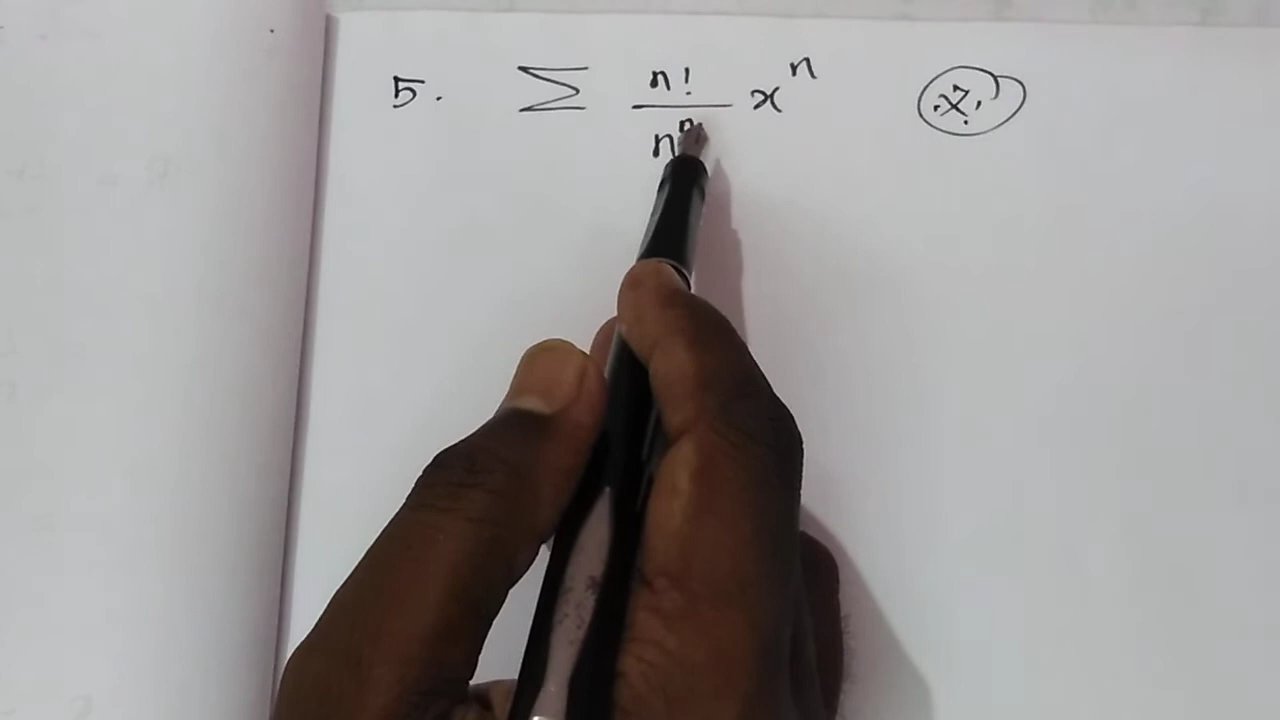 5. Σ n!/n^n x^n .x.